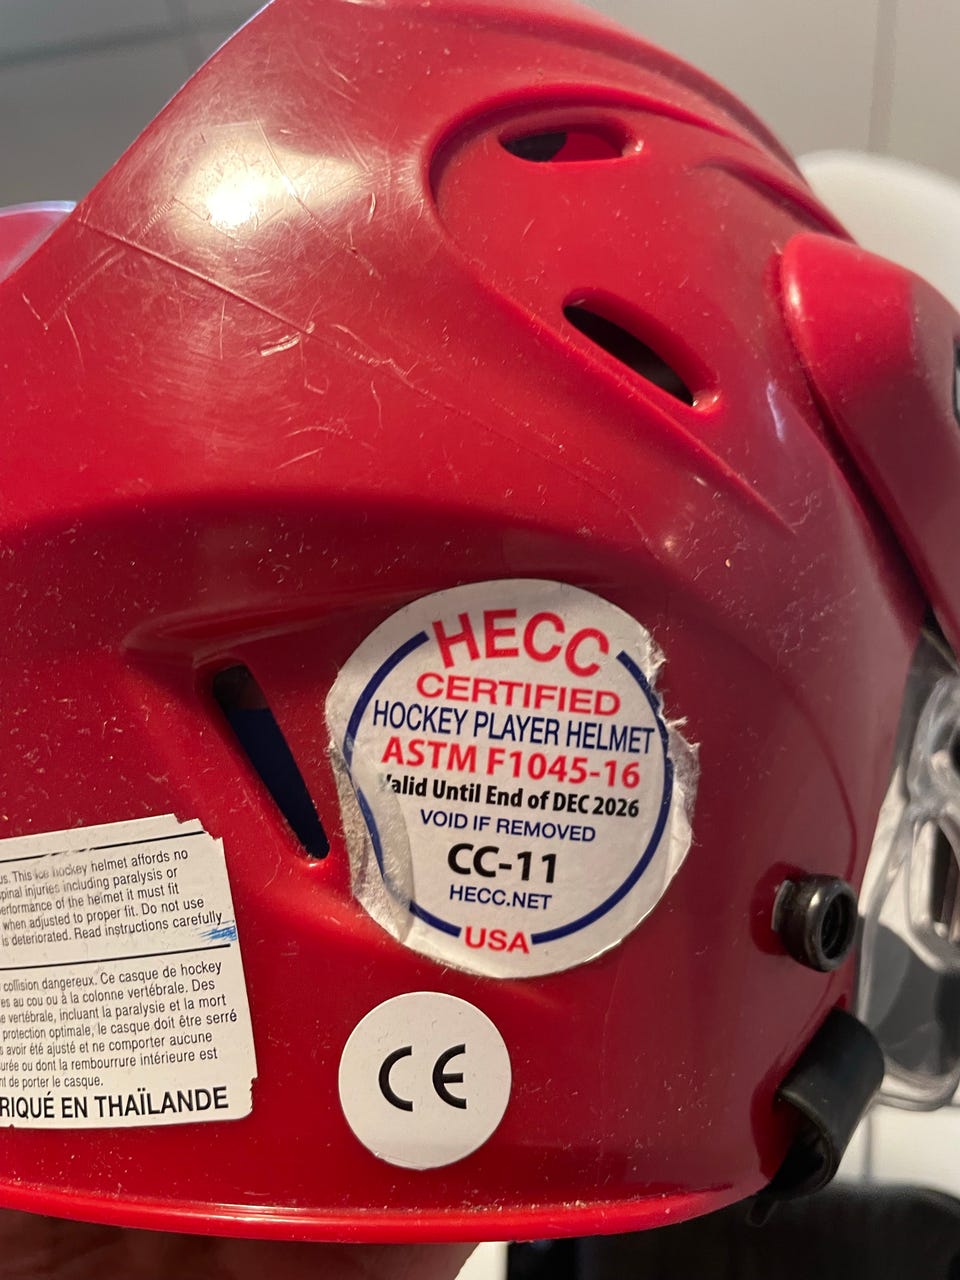 HECC
CERTIFIED
HOCKEY PLAYER HELMET
ASTM F1045-16
Valid Until End of DEC 2026
VOID IF REMOVED
CC-11
HECC.NET
USA
us. This ice hockey helmet affords no
spinal injuries including paralysis or
performance of the helmet it must fit
when adjusted to proper fit. Do not use
is deteriorated. Read instructions carefully
collision dangereux. Ce casque de hockey
es au cou ou à la colonne vertébrale. Des
vertébrale, incluant la paralysie et la mort
protection optimale, le casque doit être serré
avoir été ajusté et ne comporter aucune
urée ou dont la rembourrure intérieure est
nt de porter le casque.
RIQUÉ EN THAÏLANDE
CE